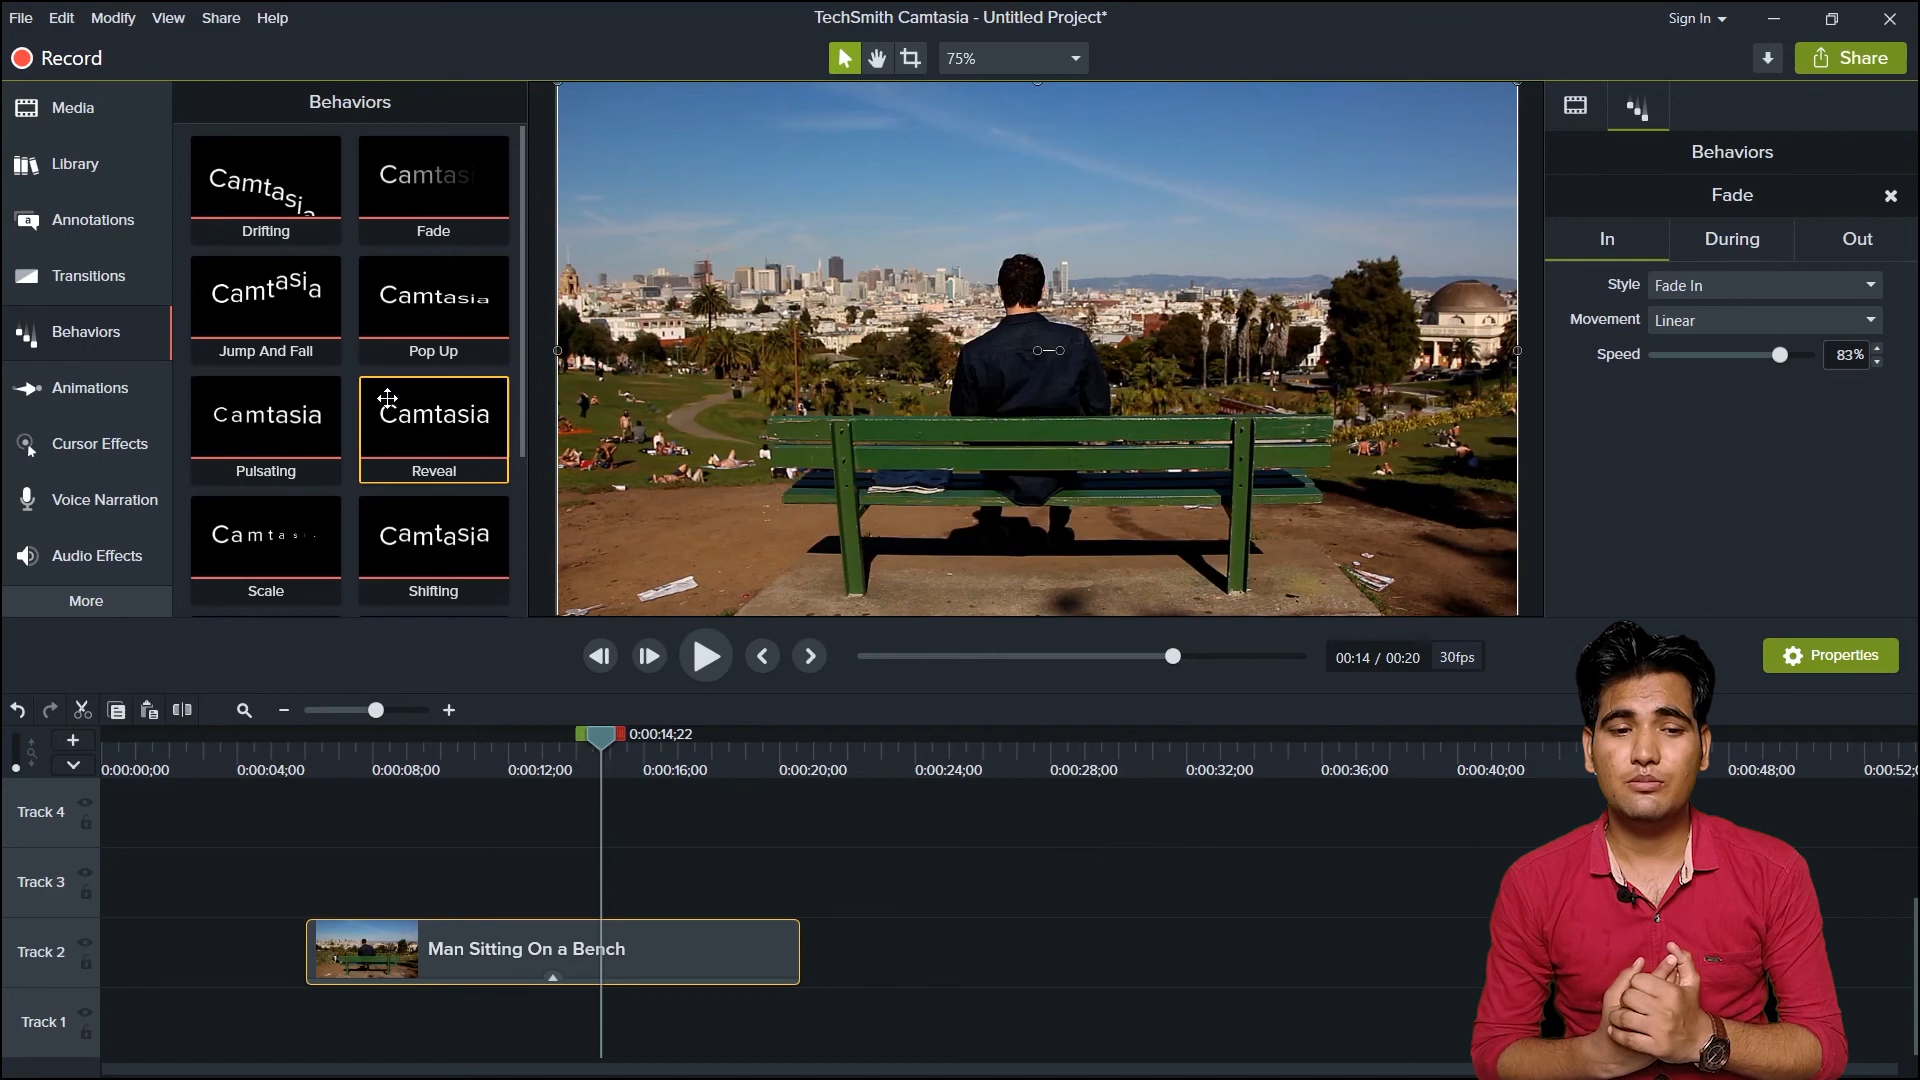 File Edit Modify View Share Help
TechSmith Camtasia - Untitled Project*
Sign In
Record
75%
Share
Media
Library
Annotations
Transitions
Behaviors
Animations
Cursor Effects
Voice Narration
Audio Effects
More
Behaviors
Camtasia
Drifting
Camtasi
Fade
Camtasia
Jump And Fall
Camtasia
Pop Up
Camtasia
Pulsating
Camtasia
Reveal
Camtas
Scale
Camtasia
Shifting
Behaviors
Fade
In During Out
Style Fade In
Movement Linear
Speed 83%
00:14 / 00:20 30fps
Properties
0:00:14;22
0:00:00;00 0:00:04;00 0:00:08;00 0:00:12;00 0:00:16;00 0:00:20;00 0:00:24;00 0:00:28;00 0:00:32;00 0:00:36;00 0:00:40;00 0:00:48;00 0:00:52;
Track 4
Track 3
Track 2
Man Sitting On a Bench
Track 1